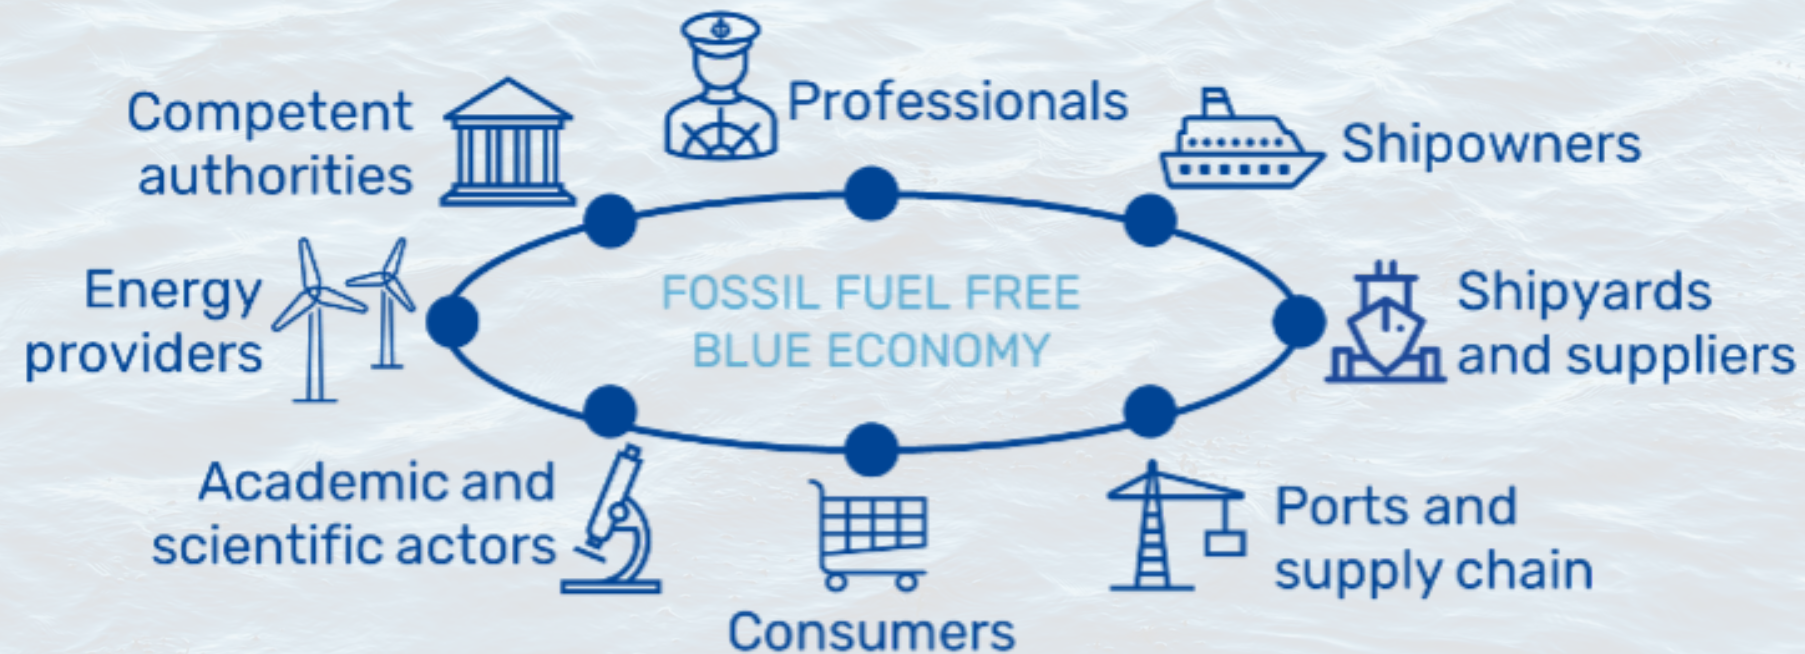 Competent
authorities
Professionals
Shipowners
Energy
providers
FOSSIL FUEL FREE
BLUE ECONOMY
Shipyards
and suppliers
Academic and
scientific actors
Consumers
Ports and
supply chain